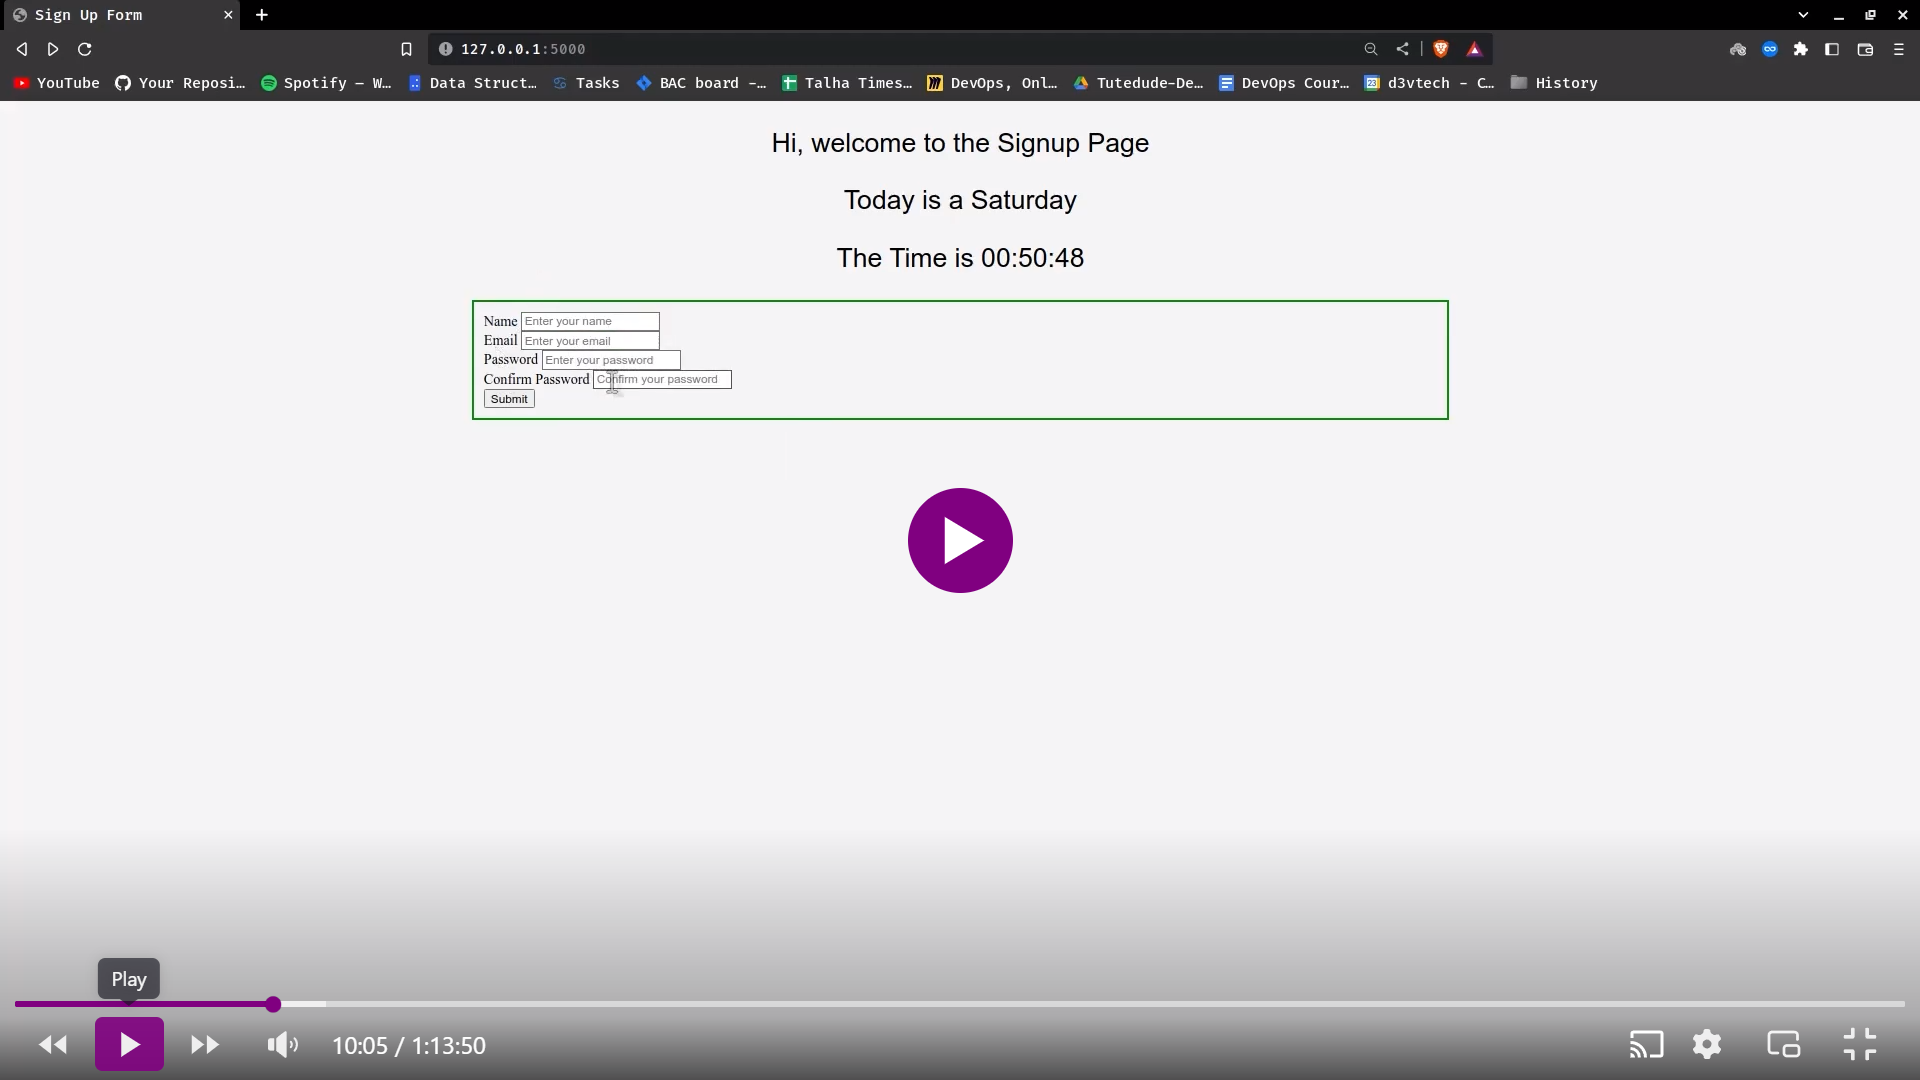 Sign Up Form
127.0.0.1:5000
YouTube Your Reposi… Spotify – W… Data Struct… Tasks BAC board -… Talha Times… DevOps, Onl… Tutedude-De… DevOps Cour… 23 d3vtech - C… History
Hi, welcome to the Signup Page
Today is a Saturday
The Time is 00:50:48
Name Enter your name
Email Enter your email
Password Enter your password
Confirm Password Confirm your password
Submit
Play
10:05 / 1:13:50